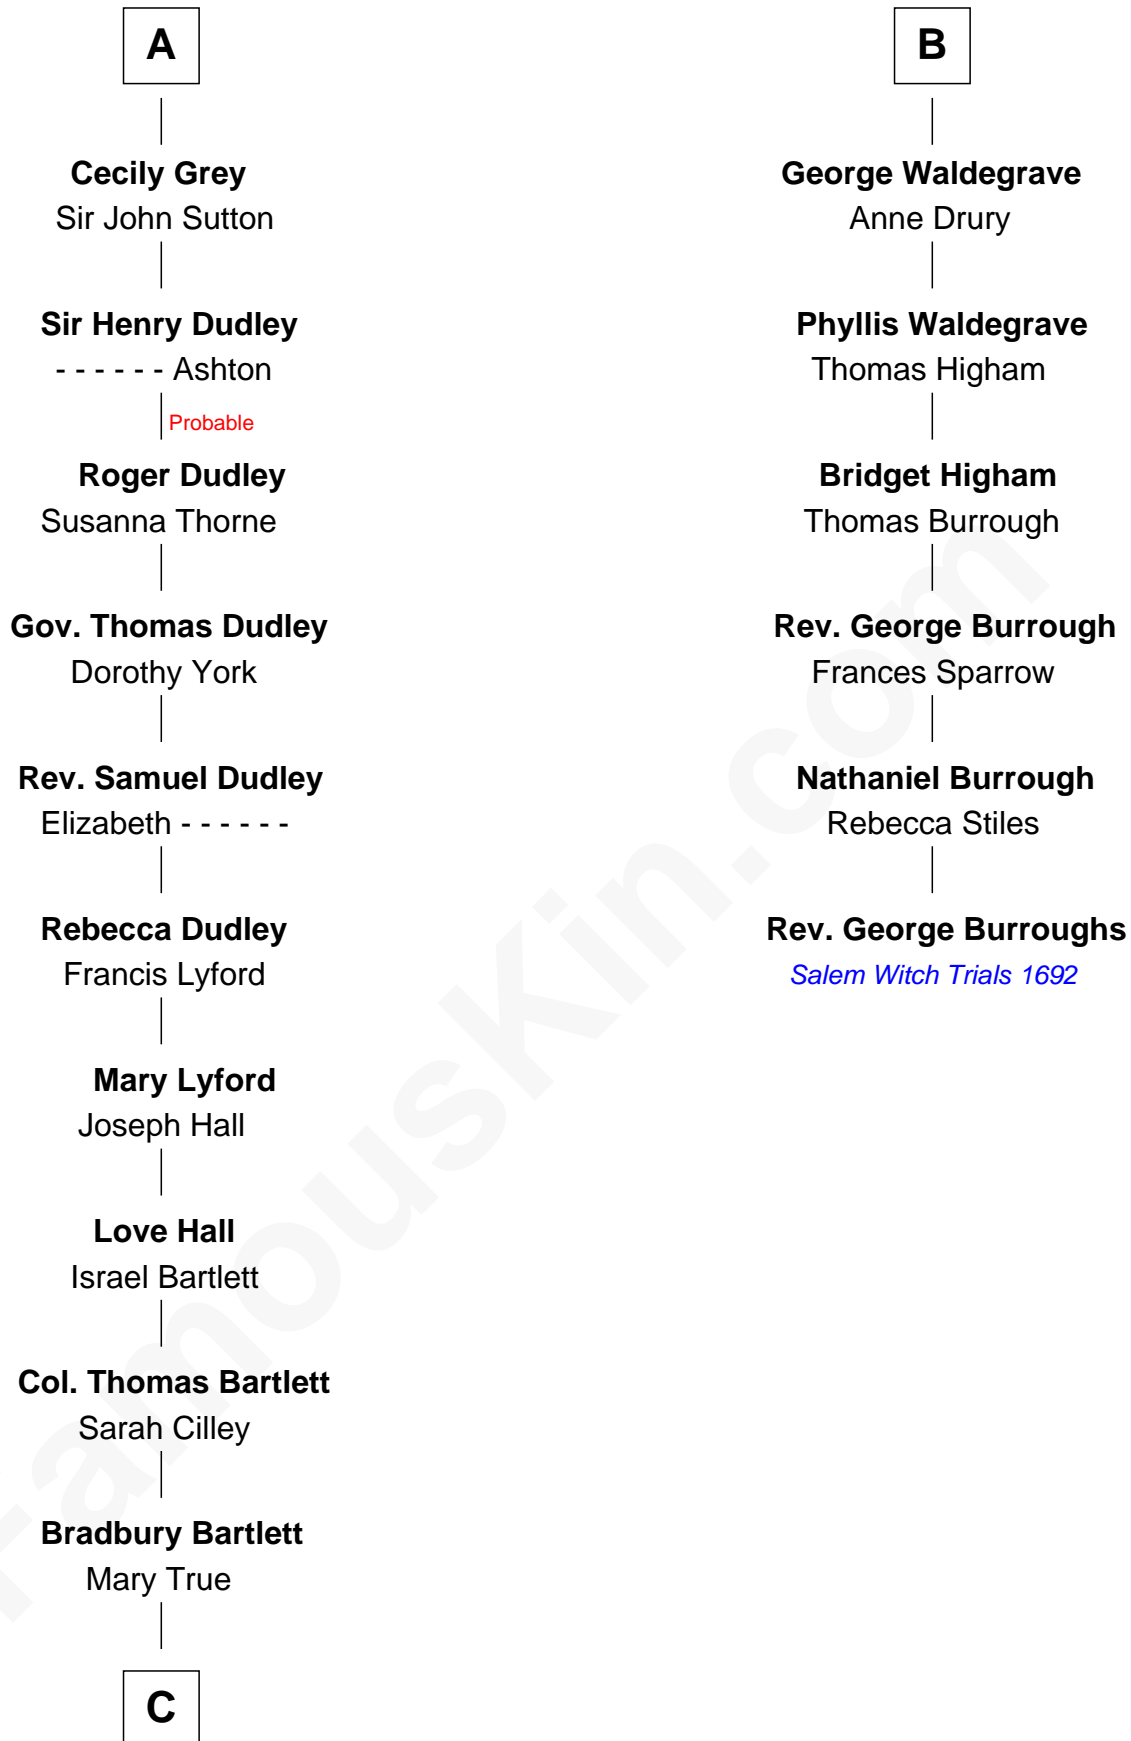 A
Cecily Grey
Sir John Sutton
Sir Henry Dudley
- - - - - - Ashton
Probable
Roger Dudley
Susanna Thorne
Gov. Thomas Dudley
Dorothy York
Rev. Samuel Dudley
Elizabeth - - - - - -
Rebecca Dudley
Francis Lyford
Mary Lyford
Joseph Hall
Love Hall
Israel Bartlett
Col. Thomas Bartlett
Sarah Cilley
Bradbury Bartlett
Mary True
C
B
George Waldegrave
Anne Drury
Phyllis Waldegrave
Thomas Higham
Bridget Higham
Thomas Burrough
Rev. George Burrough
Frances Sparrow
Nathaniel Burrough
Rebecca Stiles
Rev. George Burroughs
Salem Witch Trials 1692
FamousKin.com